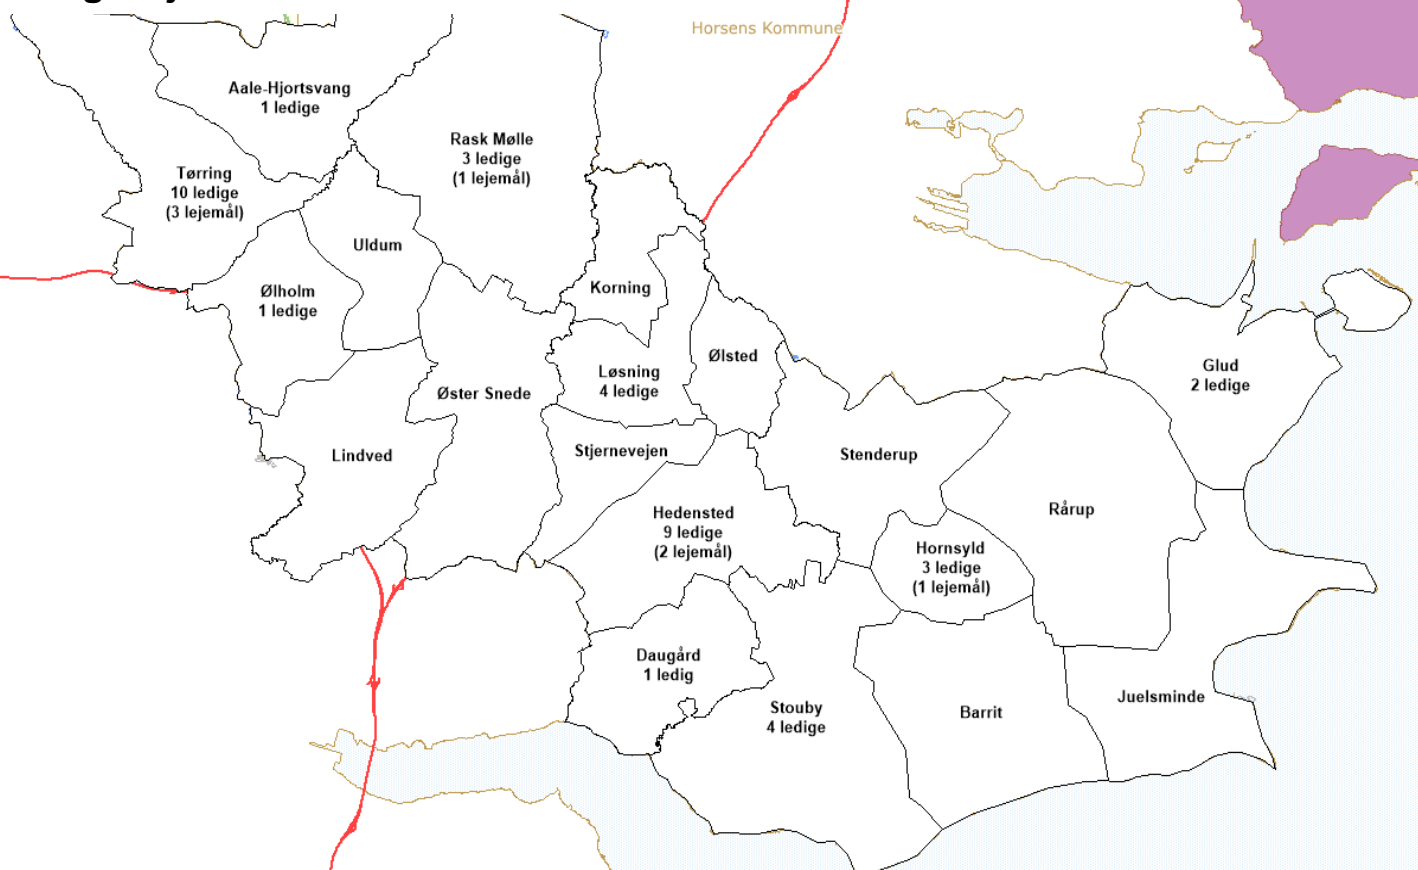 Horsens Kommune
Aale-Hjortsvang
1 ledige
Rask Mølle
3 ledige
(1 lejemål)
Tørring
10 ledige
(3 lejemål)
Uldum
Ølholm
1 ledige
Korning
Ølsted
Løsning
4 ledige
Glud
2 ledige
Øster Snede
Lindved
Stjernevejen
Stenderup
Hedensted
9 ledige
(2 lejemål)
Rårup
Hornsyld
3 ledige
(1 lejemål)
Daugård
1 ledig
Stouby
4 ledige
Barrit
Juelsminde